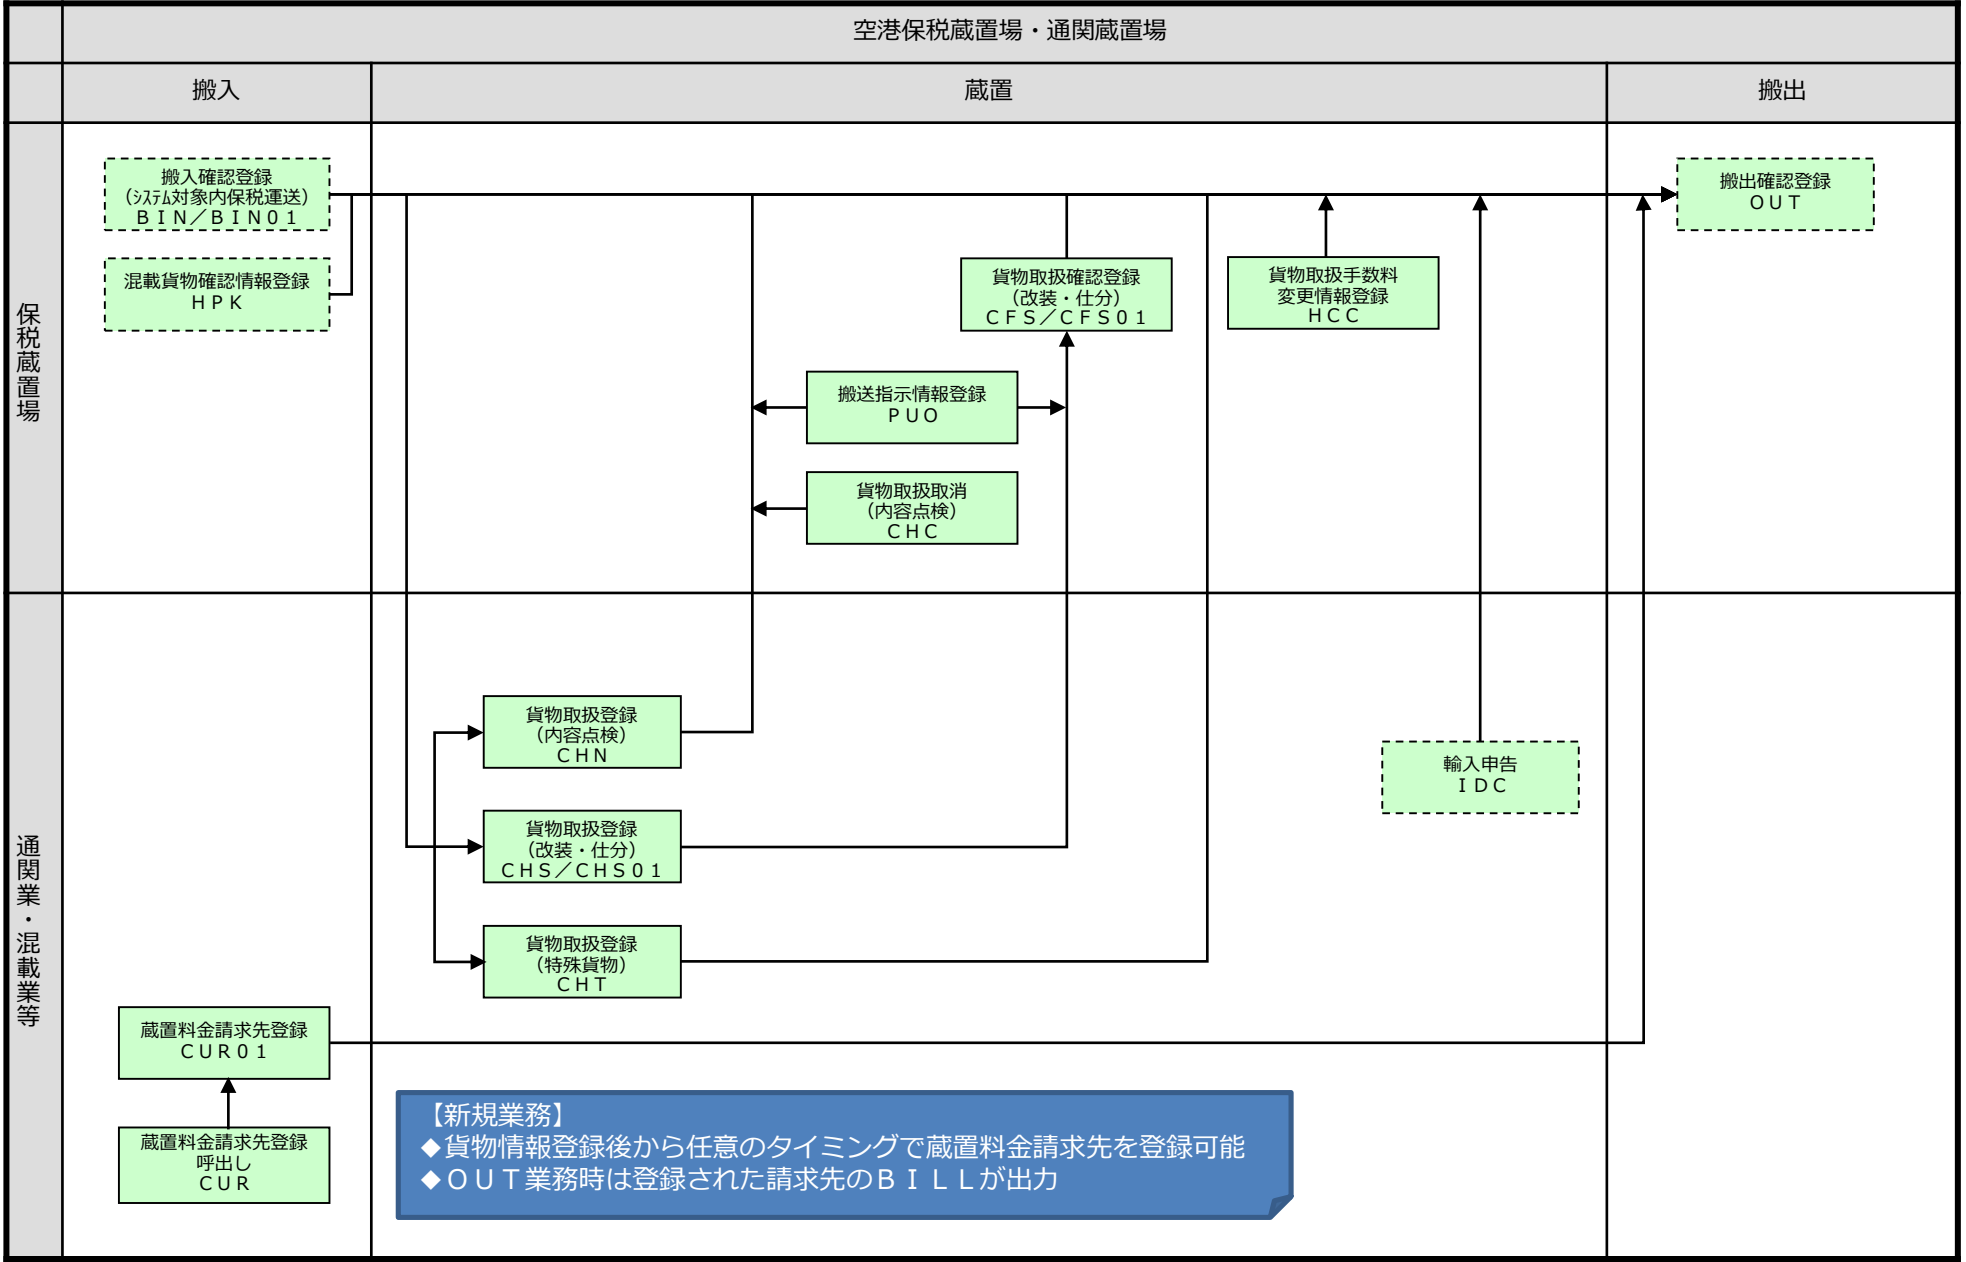 空港保税蔵置場・通関蔵置場
搬入
蔵置
搬出
保税蔵置場
搬入確認登録
（ｼｽﾃﾑ対象内保税運送）
ＢＩＮ／ＢＩＮ０１
混載貨物確認情報登録
ＨＰＫ
貨物取扱確認登録
（改装・仕分）
ＣＦＳ／ＣＦＳ０１
貨物取扱手数料
変更情報登録
ＨＣＣ
搬出確認登録
ＯＵＴ
搬送指示情報登録
ＰＵＯ
貨物取扱取消
（内容点検）
ＣＨＣ
通関業・混載業等
貨物取扱登録
（内容点検）
ＣＨＮ
輸入申告
ＩＤＣ
貨物取扱登録
（改装・仕分）
ＣＨＳ／ＣＨＳ０１
貨物取扱登録
（特殊貨物）
ＣＨＴ
蔵置料金請求先登録
ＣＵＲ０１
蔵置料金請求先登録
呼出し
ＣＵＲ
【新規業務】
◆貨物情報登録後から任意のタイミングで蔵置料金請求先を登録可能
◆ＯＵＴ業務時は登録された請求先のＢＩＬＬが出力